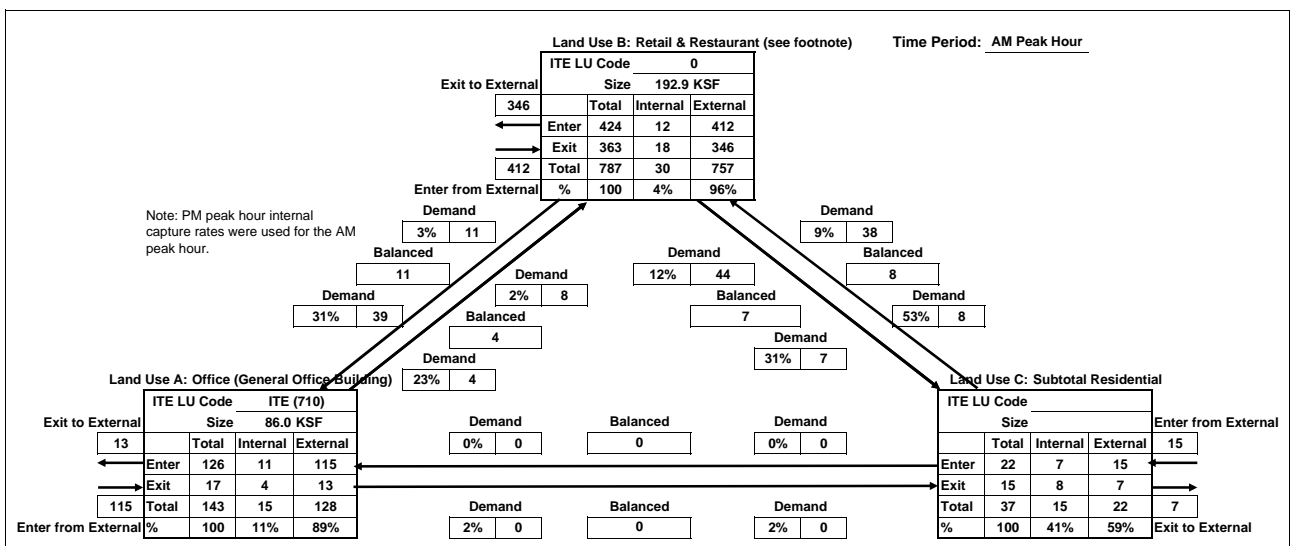 Land Use B: Retail & Restaurant (see footnote)
Time Period: AM Peak Hour
ITE LU Code 0
Exit to External
Size 192.9 KSF
346
Total Internal External
Enter 424 12 412
Exit 363 18 346
412
Total 787 30 757
Enter from External
% 100 4% 96%
Note: PM peak hour internal
capture rates were used for the AM
peak hour.
Demand
3% 11
Balanced
11
Demand
31% 39
Demand
2% 8
Balanced
4
Demand
23% 4
Demand
12% 44
Balanced
7
Demand
31% 7
Demand
9% 38
Balanced
8
Demand
53% 8
Land Use A: Office (General Office Building)
ITE LU Code ITE (710)
Exit to External
Size 86.0 KSF
13
Total Internal External
Enter 126 11 115
Exit 17 4 13
115
Total 143 15 128
Enter from External
% 100 11% 89%
Demand Balanced Demand
0% 0 0 0% 0
Demand Balanced Demand
2% 0 0 2% 0
Land Use C: Subtotal Residential
ITE LU Code
Size
Enter from External
Total Internal External
15
Enter 22 7 15
Exit 15 8 7
Total 37 15 22
7
% 100 41% 59%
Exit to External